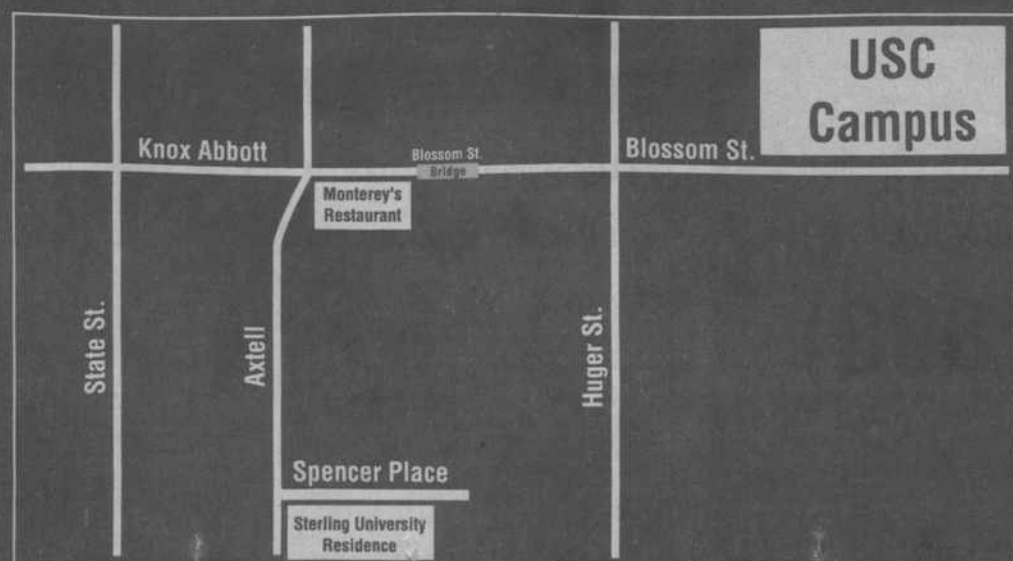 USC
Campus
Knox Abbott
Blossom St.
Bridge
Blossom St.
Monterey's
Restaurant
State St.
Axtell
Huger St.
Spencer Place
Sterling University
Residence